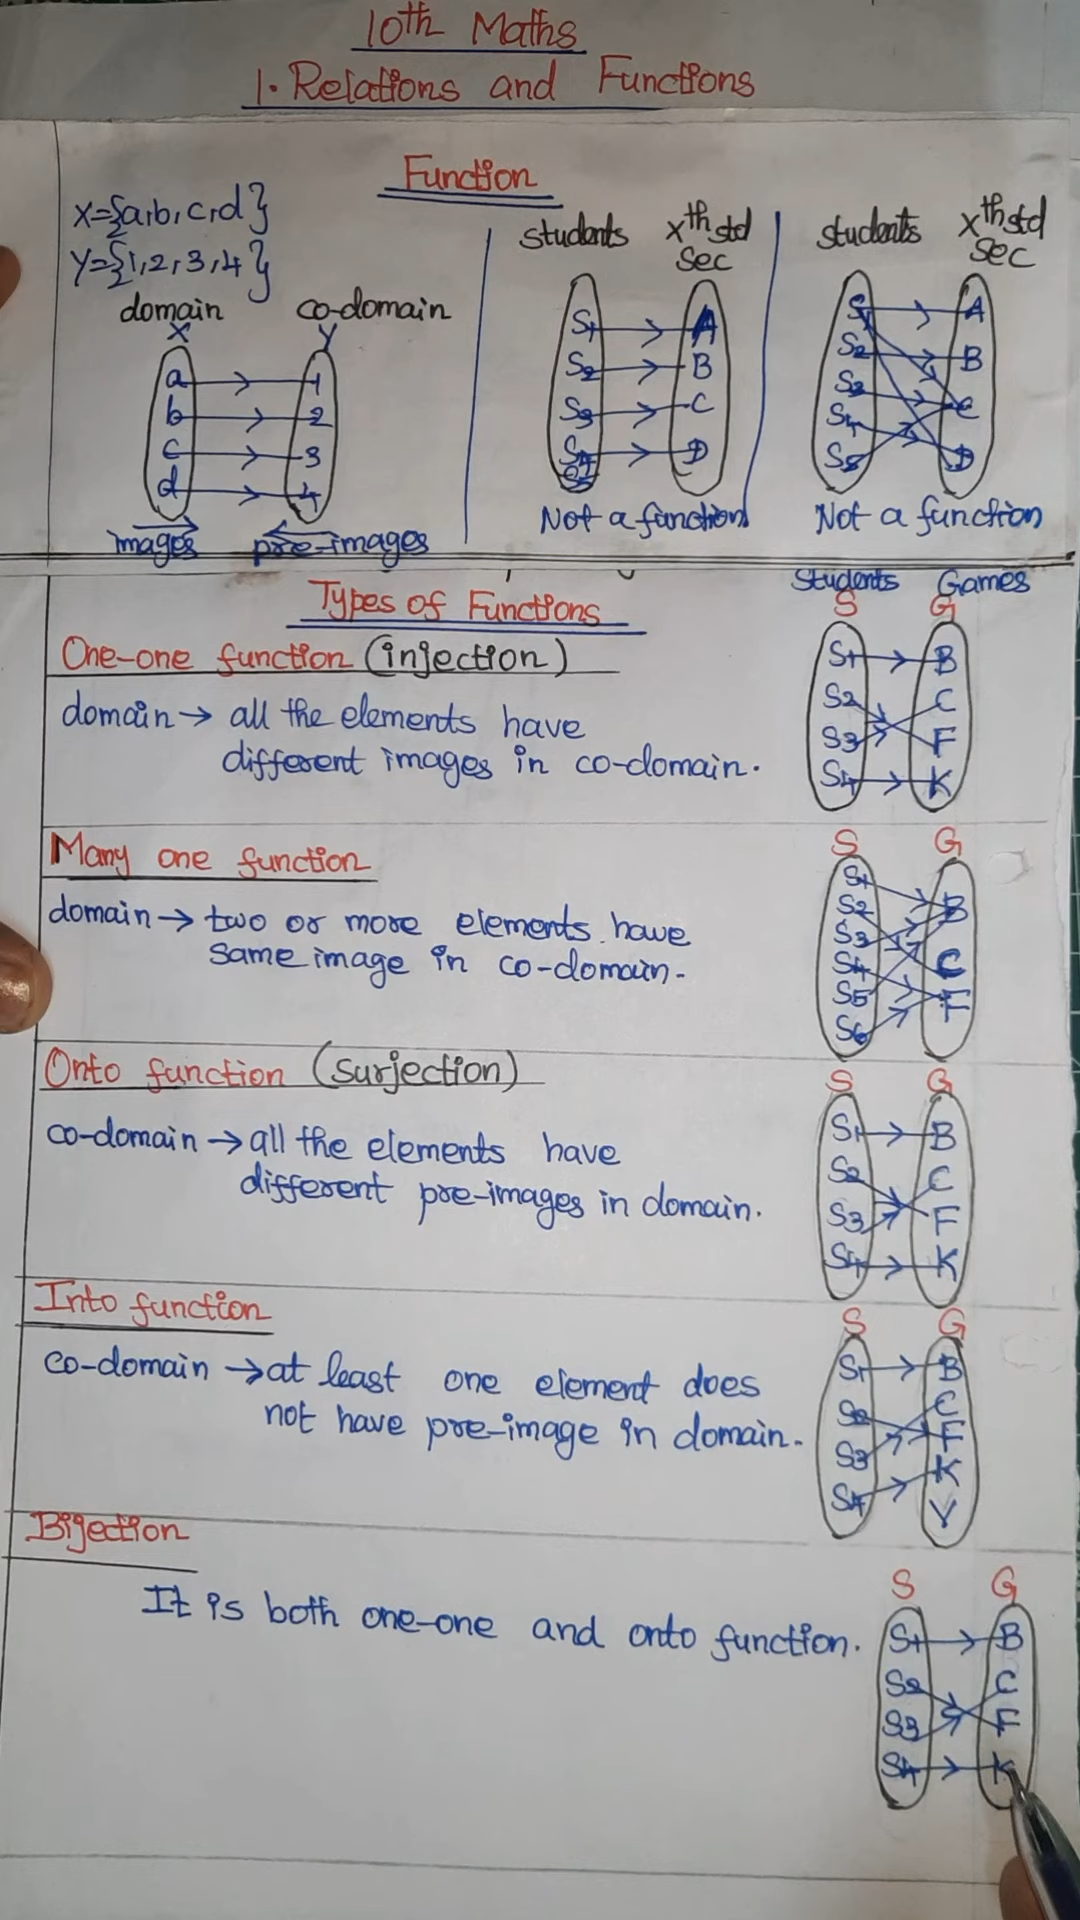 10th Maths
1. Relations and Functions
Function
X={a,b,c,d}
Y={1,2,3,4}
domain co-domain
X Y
a 1
b 2
c 3
d 4
images pre-images
students Xth std
sec
S1 A
S2 B
S3 C
S4 D
S5
Not a function
students Xth std
sec
S1 A
S2 B
S3 C
S4 D
S5
Not a function
Types of Functions
One-one function (injection)
domain → all the elements have
different images in co-domain.
Students Games
S G
S1 B
S2 C
S3 F
S4 K
Many one function
domain → two or more elements have
same image in co-domain.
S G
S1 B
S2 C
S3 F
S4
S5
S6
Onto function (surjection)
co-domain → all the elements have
different pre-images in domain.
S G
S1 B
S2 C
S3 F
S4 K
Into function
co-domain → at least one element does
not have pre-image in domain.
S G
S1 B
S2 C
S3 F
S4 K
V
Bijection
It is both one-one and onto function.
S G
S1 B
S2 C
S3 F
S4 K